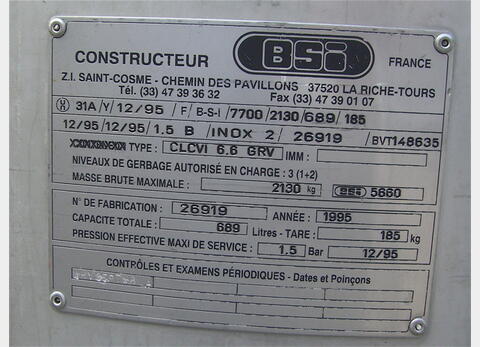 CONSTRUCTEUR BSI FRANCE
Z.I. SAINT-COSME - CHEMIN DES PAVILLONS 37520 LA RICHE-TOURS
Tél. (33) 47 39 36 32 Fax (33) 47 39 01 07
31A/Y/12/95 /F/B-S-I/7700/2130/689/185
12/95/12/95/1.5 B /INOX 2/ 26919 /BVT148635
TYPE : CLCVI 6.6 GRV IMM :
NIVEAUX DE GERBAGE AUTORISÉ EN CHARGE : 3 (1+2)
MASSE BRUTE MAXIMALE : 2130 kg BSI 5660
N° DE FABRICATION : 26919 ANNÉE : 1995
CAPACITE TOTALE : 689 Litres - TARE : 185 kg
PRESSION EFFECTIVE MAXI DE SERVICE : 1.5 Bar 12/95
CONTRÔLES ET EXAMENS PÉRIODIQUES - Dates et Poinçons